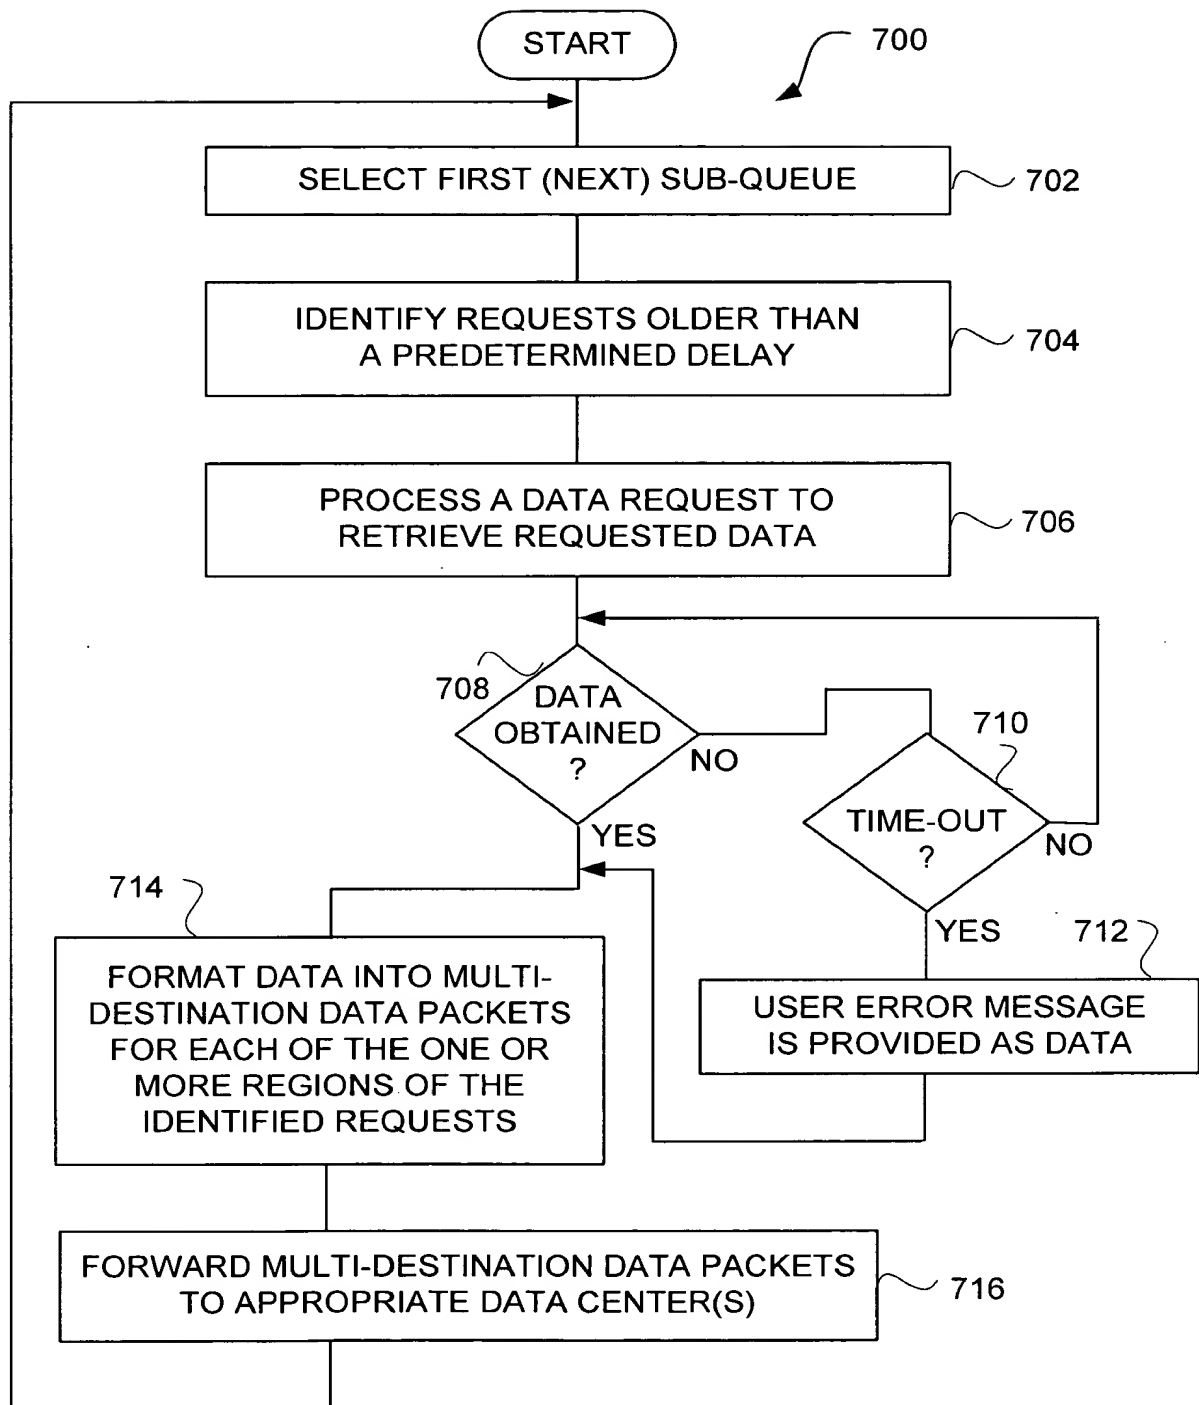 START
700
SELECT FIRST (NEXT) SUB-QUEUE
702
IDENTIFY REQUESTS OLDER THAN
A PREDETERMINED DELAY
704
PROCESS A DATA REQUEST TO
RETRIEVE REQUESTED DATA
706
708
DATA
OBTAINED
?
NO
YES
710
TIME-OUT
?
NO
YES
712
USER ERROR MESSAGE
IS PROVIDED AS DATA
714
FORMAT DATA INTO MULTI-
DESTINATION DATA PACKETS
FOR EACH OF THE ONE OR
MORE REGIONS OF THE
IDENTIFIED REQUESTS
FORWARD MULTI-DESTINATION DATA PACKETS
TO APPROPRIATE DATA CENTER(S)
716